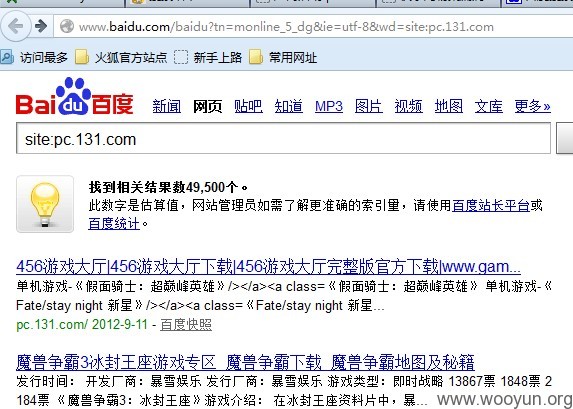 www.baidu.com/baidu?tn=monline_5_dg&ie=utf-8&wd=site:pc.131.com
访问最多 火狐官方站点 新手上路 常用网址
Bai du 百度 新闻 网页 贴吧 知道 MP3 图片 视频 地图 文库 更多»
site:pc.131.com
找到相关结果数49,500个。
此数字是估算值，网站管理员如需了解更准确的索引量，请使用百度站长平台或
百度统计。
456游戏大厅|456游戏大厅下载|456游戏大厅完整版官方下载|www.gam...
单机游戏-《假面骑士：超巅峰英雄》/></a><a class=《假面骑士：超巅峰英雄》 单机游戏-《
Fate/stay night 新星》/></a><a class=《Fate/stay night 新星》...
pc.131.com/ 2012-9-11 - 百度快照
魔兽争霸3冰封王座游戏专区_魔兽争霸下载_魔兽争霸地图及秘籍
发行时间： 开发厂商：暴雪娱乐 发行厂商：暴雪娱乐 游戏类型：即时战略 13867票 1848票 2
184票 《魔兽争霸3：冰封王座》游戏介绍： 在冰封王座资料片中，暴...
www.wooyun.org